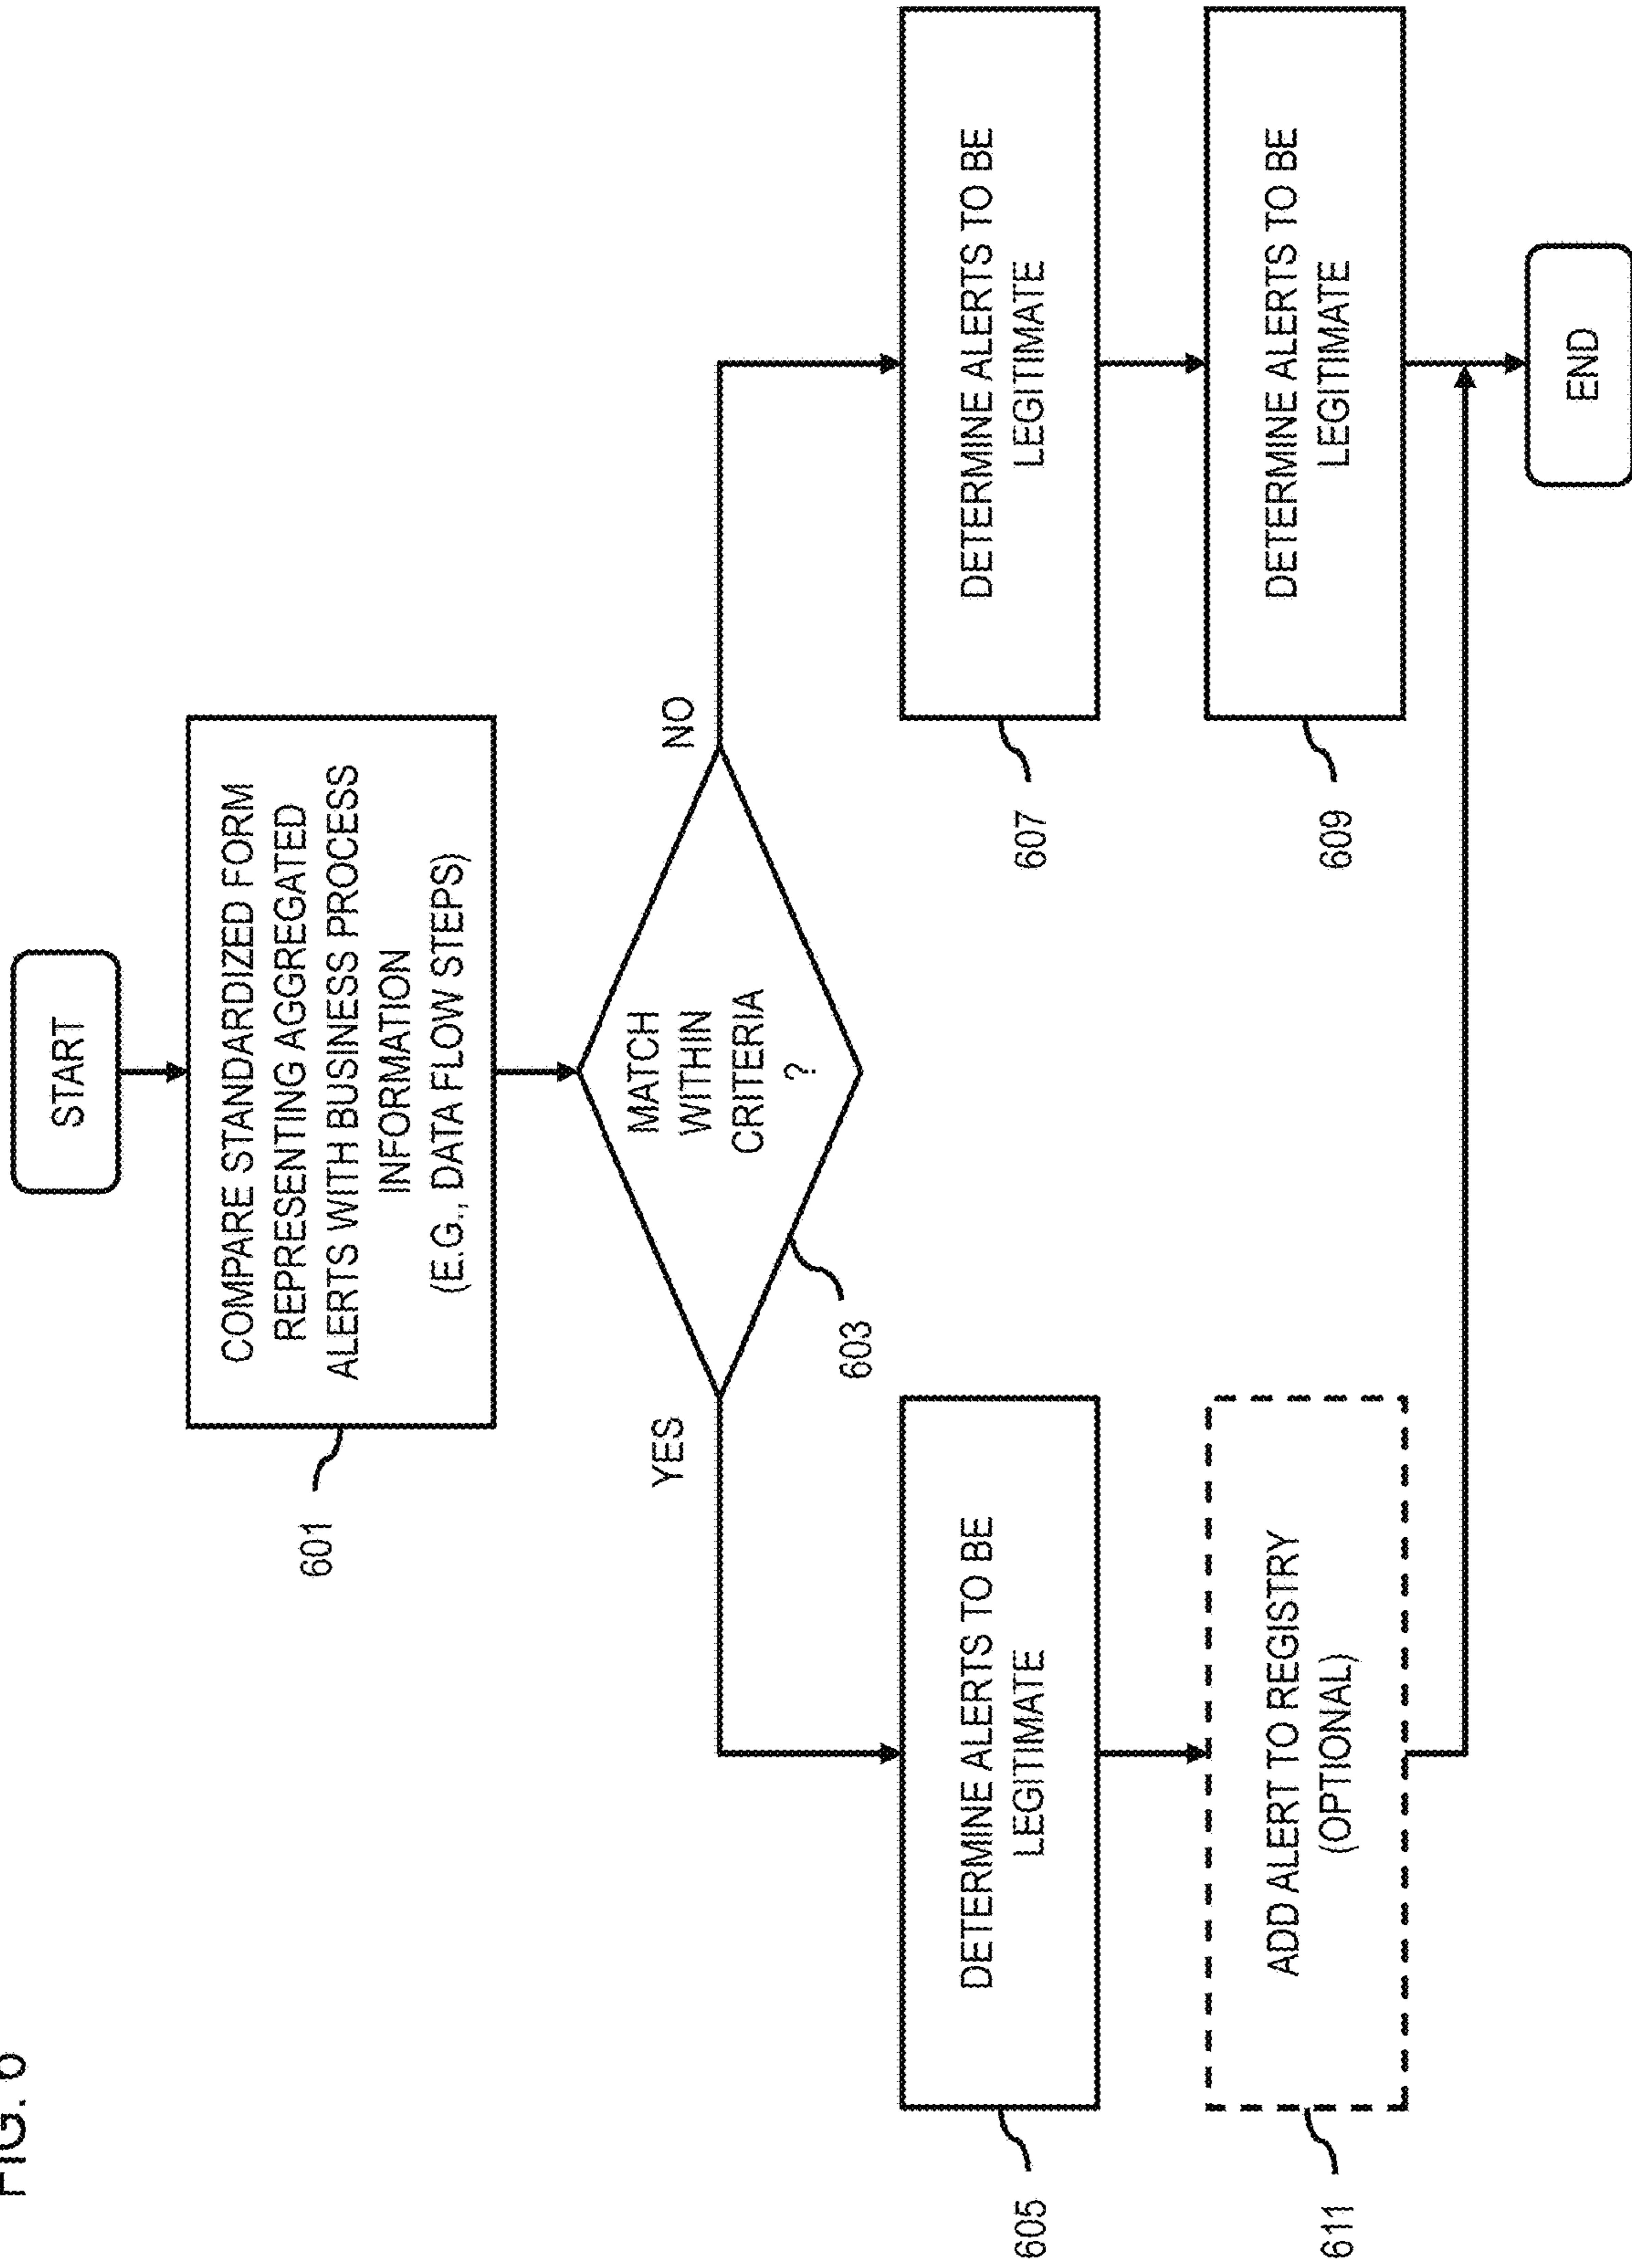 FIG. 6
START
COMPARE STANDARDIZED FORM
REPRESENTING AGGREGATED
ALERTS WITH BUSINESS PROCESS
INFORMATION
(E.G., DATA FLOW STEPS)
601
MATCH
WITHIN
CRITERIA
?
603
YES
NO
DETERMINE ALERTS TO BE
LEGITIMATE
605
DETERMINE ALERTS TO BE
LEGITIMATE
607
ADD ALERT TO REGISTRY
(OPTIONAL)
611
DETERMINE ALERTS TO BE
LEGITIMATE
609
END